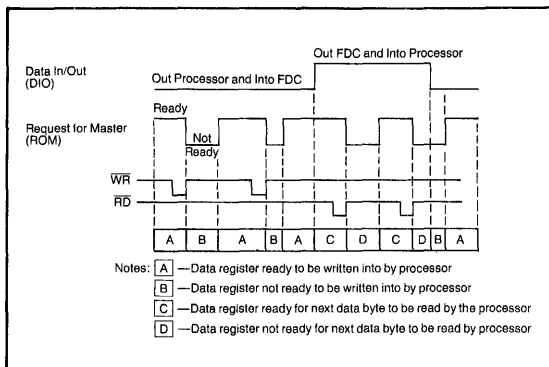 Out FDC and Into Processor
Data In/Out
(DIO)
Out Processor and Into FDC
Ready
Request for Master
(ROM)
Not
Ready
WR
RD
A B A B A C D C D B A
Notes: A —Data register ready to be written into by processor
B —Data register not ready to be written into by processor
C —Data register ready for next data byte to be read by the processor
D —Data register not ready for next data byte to be read by processor